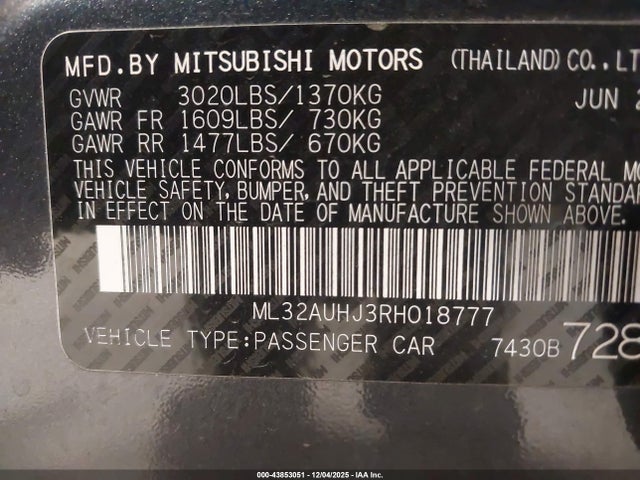 MFD.BY MITSUBISHI MOTORS (THAILAND) CO.,LT
GVWR 3020LBS/1370KG JUN 2
GAWR FR 1609LBS/ 730KG
GAWR RR 1477LBS/ 670KG
THIS VEHICLE CONFORMS TO ALL APPLICABLE FEDERAL MO
VEHICLE SAFETY, BUMPER, AND THEFT PREVENTION STANDAR
IN EFFECT ON THE DATE OF MANUFACTURE SHOWN ABOVE.
ML32AUHJ3RH018777
VEHICLE TYPE:PASSENGER CAR 7430B 728
000-43853051 - 12/04/2025 - IAA Inc.